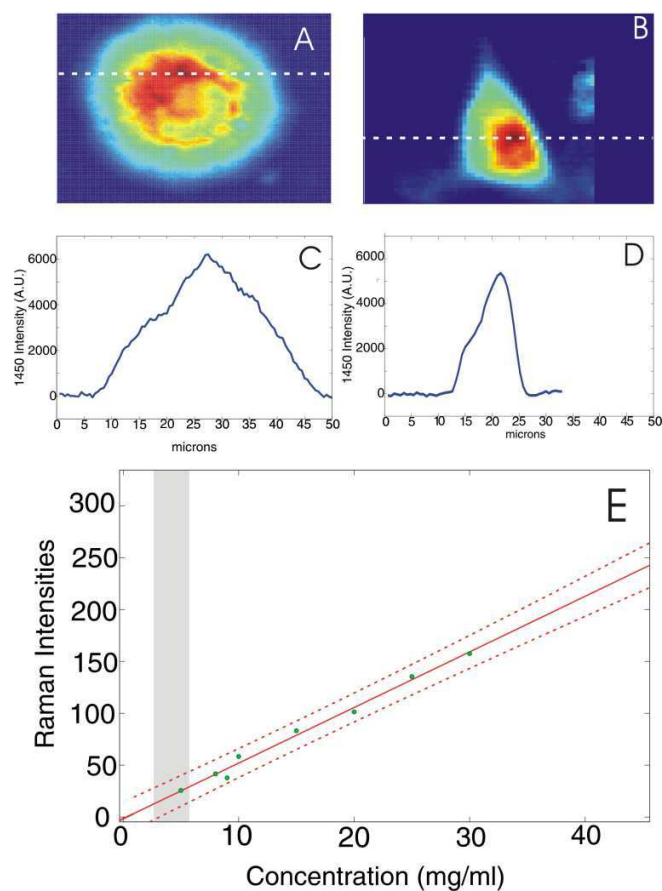 A
B
C
1450 Intensity (A.U.)
6000
4000
2000
0
0 5 10 15 20 25 30 35 40 45 50
microns
D
1450 Intensity (A.U.)
6000
4000
2000
0
0 5 10 15 20 25 30 35 40 45 50
microns
E
Raman Intensities
300
250
200
150
100
50
0
0 10 20 30 40
Concentration (mg/ml)